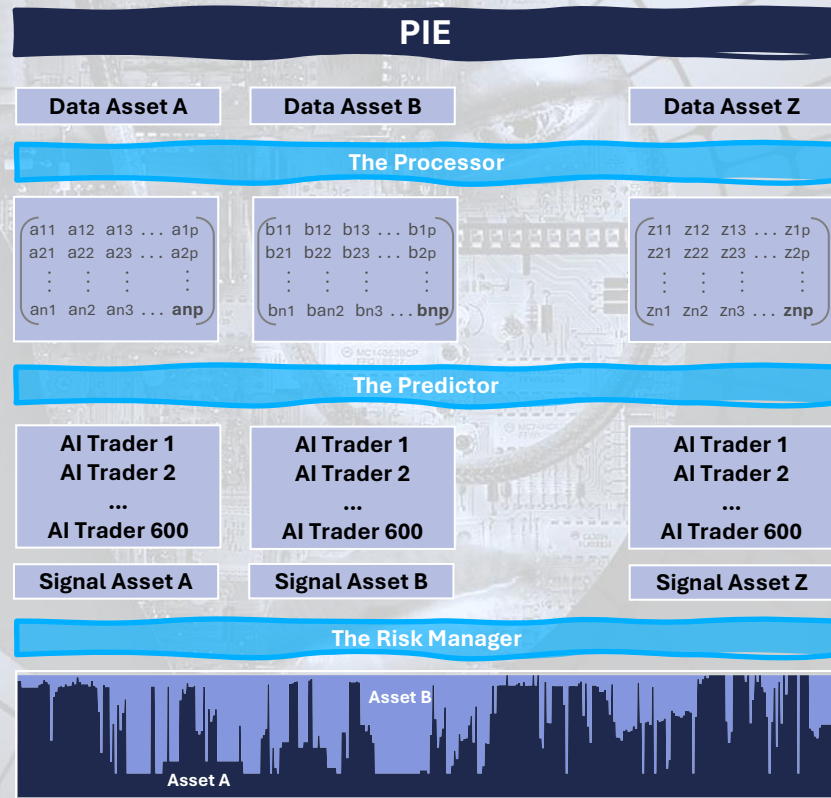 PIE
Data Asset A
Data Asset B
Data Asset Z
The Processor
a11 a12 a13 ... a1p
a21 a22 a23 ... a2p
⋮ ⋮ ⋮ ⋮
an1 an2 an3 ... anp
b11 b12 b13 ... b1p
b21 b22 b23 ... b2p
⋮ ⋮ ⋮ ⋮
bn1 ban2 bn3 ... bnp
z11 z12 z13 ... z1p
z21 z22 z23 ... z2p
⋮ ⋮ ⋮ ⋮
zn1 zn2 zn3 ... znp
The Predictor
AI Trader 1
AI Trader 2
...
AI Trader 600
AI Trader 1
AI Trader 2
...
AI Trader 600
AI Trader 1
AI Trader 2
...
AI Trader 600
Signal Asset A
Signal Asset B
Signal Asset Z
The Risk Manager
Asset B
Asset A